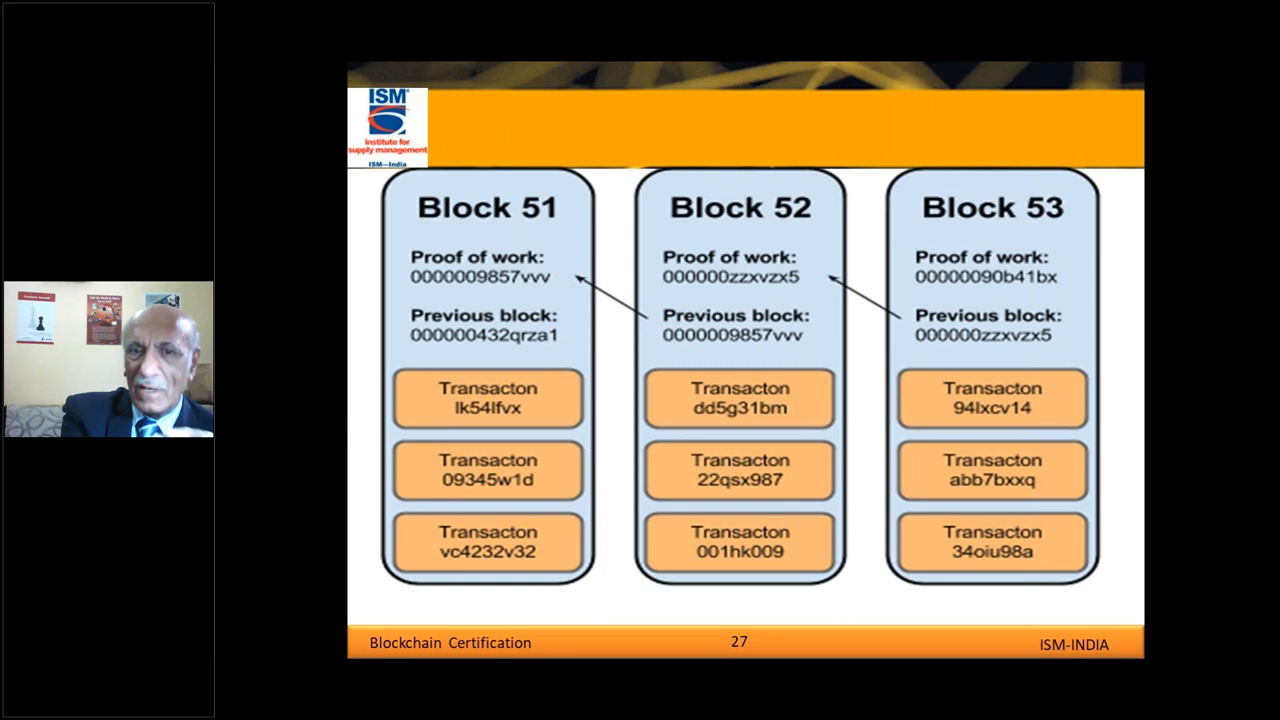 ISM®
institute for
supply management
ISM—India
Block 51
Proof of work:
0000009857vvv
Previous block:
000000432qrza1
Transacton
lk54lfvx
Transacton
09345w1d
Transacton
vc4232v32
Block 52
Proof of work:
000000zzxvzx5
Previous block:
0000009857vvv
Transacton
dd5g31bm
Transacton
22qsx987
Transacton
001hk009
Block 53
Proof of work:
00000090b41bx
Previous block:
000000zzxvzx5
Transacton
94lxcv14
Transacton
abb7bxxq
Transacton
34oiu98a
Blockchain Certification
27
ISM-INDIA